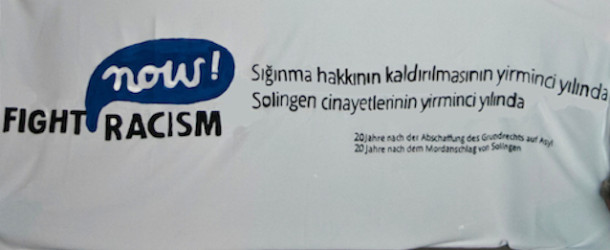 now!
FIGHT RACISM
Sığınma hakkının kaldırılmasının yirminci yılında
Solingen cinayetlerinin yirminci yılında
20 Jahre nach der Abschaffung des Grundrechts auf Asyl
20 Jahre nach dem Mordanschlag von Solingen